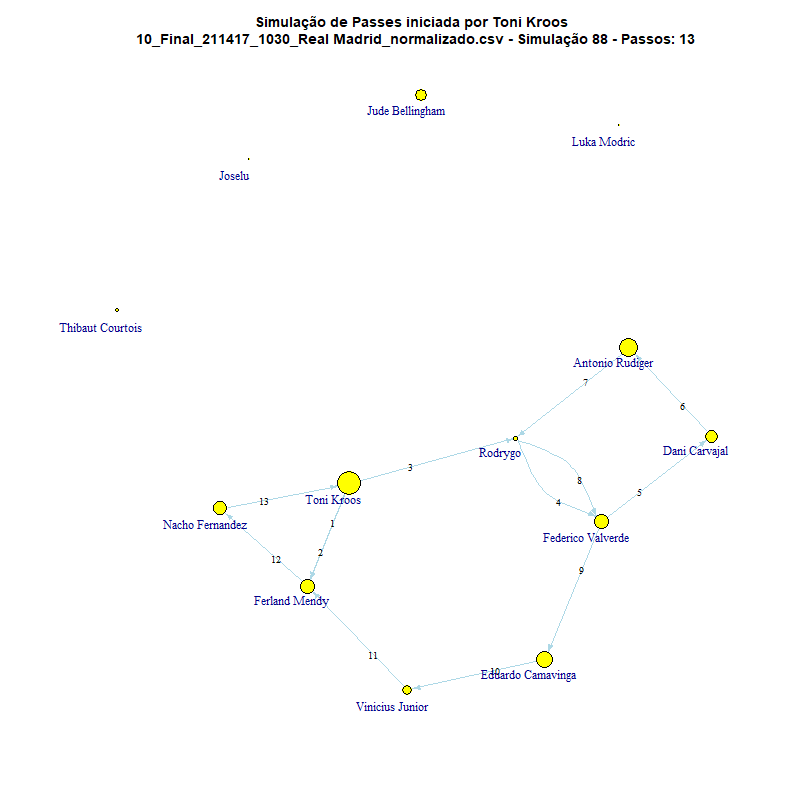 Simulação de Passes iniciada por Toni Kroos
10_Final_211417_1030_Real Madrid_normalizado.csv - Simulação 88 - Passos: 13
Jude Bellingham
Luka Modric
Joselu
Thibaut Courtois
Antonio Rudiger
7
6
Dani Carvajal
Rodrygo
3
8
5
4
Toni Kroos
13
Nacho Fernandez
1
Federico Valverde
2
12
9
Ferland Mendy
11
10
Eduardo Camavinga
Vinicius Junior